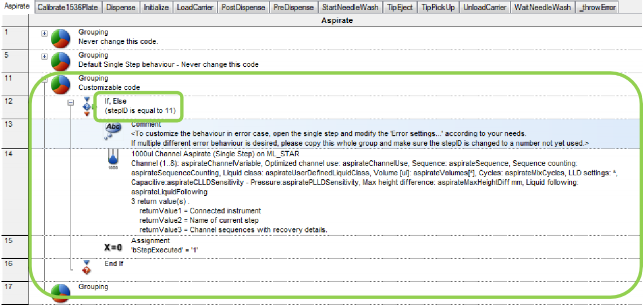 Aspirate Calibrate1536Plate Dispense Initialize LoadCarrier PostDispense PreDispense StartNeedleWash TipEject TipPickUp UnloadCarrier WaitNeedleWash _throwError
Aspirate
1 Grouping
Never change this code.
5 Grouping
Default Single Step behaviour - Never change this code
11 Grouping
Customizable code
12 If, Else
(stepID is equal to 11)
13 Comment
<To customize the behaviour in error case, open the single step and modify the 'Error settings...' according to your needs.
If multiple different error behaviour is desired, please copy this whole group and make sure the stepID is changed to a number not yet used.>
14 1000ul Channel Aspirate (Single Step) on ML_STAR
Channel (1..8): aspirateChannelVariable, Optimized channel use: aspirateChannelUse, Sequence: aspirateSequence, Sequence counting:
aspirateSequenceCounting, Liquid class: aspirateUserDefinedLiquidClass, Volume [ul]: aspirateVolumes[*], Cycles: aspirateMixCycles, LLD settings: *,
Capacitive:aspirateCLLDSensitivity - Pressure:aspiratePLLDSensitivity, Max height difference: aspirateMaxHeightDiff mm, Liquid following:
aspirateLiquidFollowing
3 return value(s) .
returnValue1 = Connected instrument
returnValue2 = Name of current step
returnValue3 = Channel sequences with recovery details.
15 Assignment
X=0 'bStepExecuted' = '1'
16 End If
17 Grouping